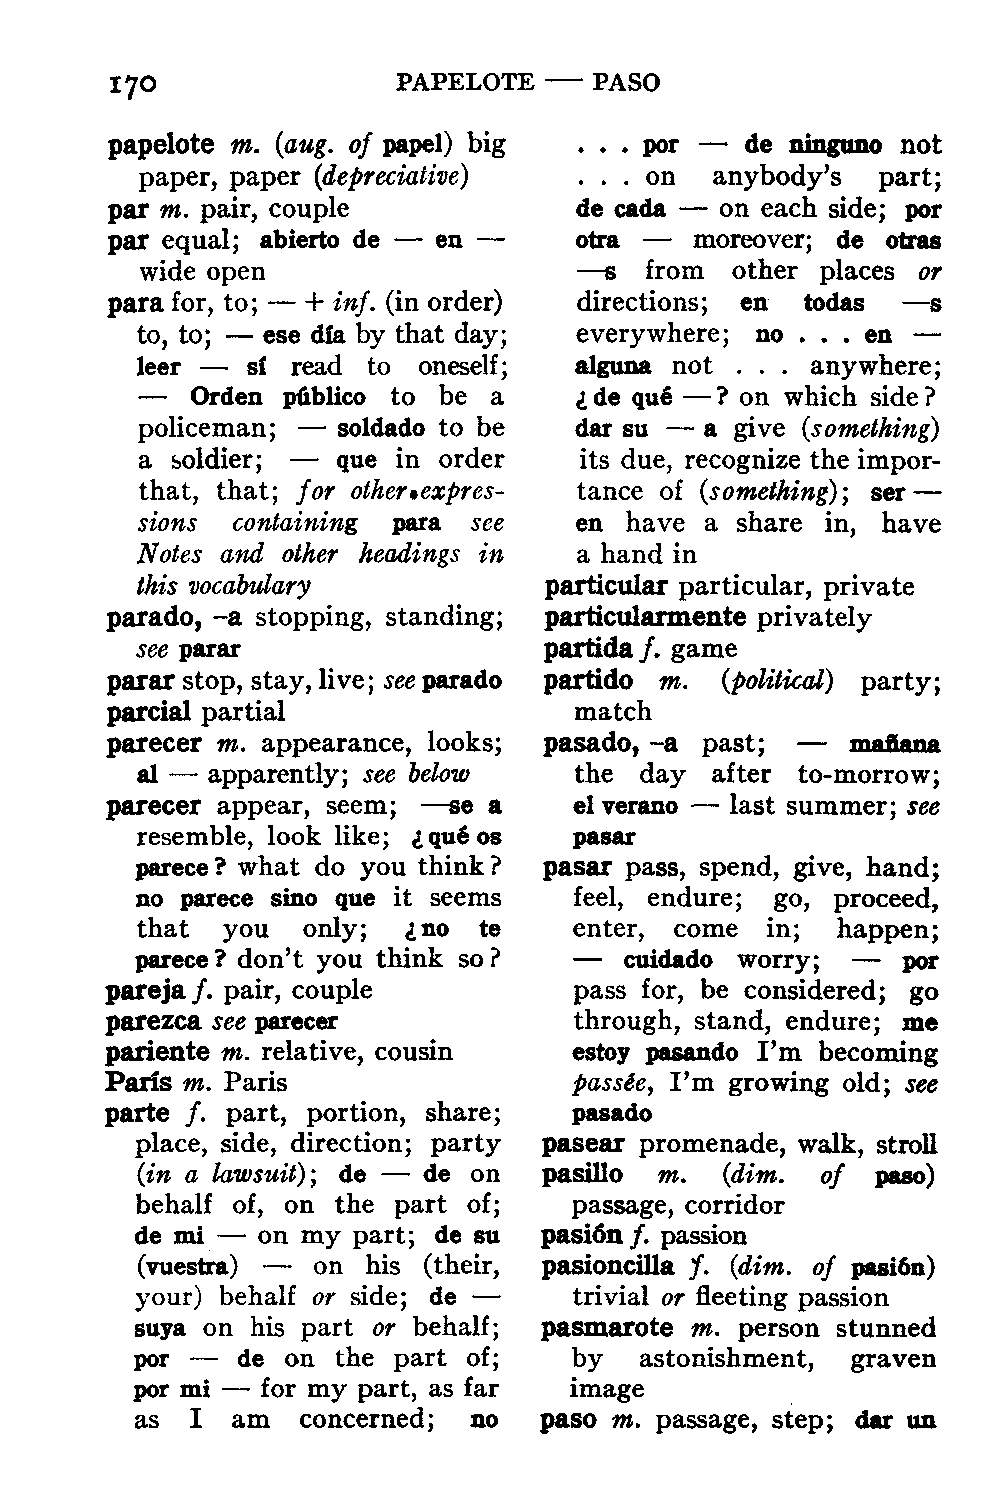 170
PAPELOTE — PASO
papelote m. (aug. of papel) big
paper, paper (depreciative)
par m. pair, couple
par equal; abierto de — en —
wide open
para for, to; — + inf. (in order)
to, to; — ese día by that day;
leer — sí read to oneself;
— Orden público to be a
policeman; — soldado to be
a soldier; — que in order
that, that; for other expres-
sions containing para see
Notes and other headings in
this vocabulary
parado, -a stopping, standing;
see parar
parar stop, stay, live; see parado
parcial partial
parecer m. appearance, looks;
al — apparently; see below
parecer appear, seem; —se a
resemble, look like; ¿ qué os
parece ? what do you think ?
no parece sino que it seems
that you only; ¿ no te
parece ? don't you think so ?
pareja f. pair, couple
parezca see parecer
pariente m. relative, cousin
París m. Paris
parte f. part, portion, share;
place, side, direction; party
(in a lawsuit); de — de on
behalf of, on the part of;
de mi — on my part; de su
(vuestra) — on his (their,
your) behalf or side; de —
suya on his part or behalf;
por — de on the part of;
por mi — for my part, as far
as I am concerned; no
. . . por — de ninguno not
. . . on anybody's part;
de cada — on each side; por
otra — moreover; de otras
—s from other places or
directions; en todas —s
everywhere; no . . . en —
alguna not . . . anywhere;
¿ de qué — ? on which side ?
dar su — a give (something)
its due, recognize the impor-
tance of (something); ser —
en have a share in, have
a hand in
particular particular, private
particularmente privately
partida f. game
partido m. (political) party;
match
pasado, -a past; — mañana
the day after to-morrow;
el verano — last summer; see
pasar
pasar pass, spend, give, hand;
feel, endure; go, proceed,
enter, come in; happen;
— cuidado worry; — por
pass for, be considered; go
through, stand, endure; me
estoy pasando I'm becoming
passée, I'm growing old; see
pasado
pasear promenade, walk, stroll
pasillo m. (dim. of paso)
passage, corridor
pasión f. passion
pasioncilla f. (dim. of pasión)
trivial or fleeting passion
pasmarote m. person stunned
by astonishment, graven
image
paso m. passage, step; dar un